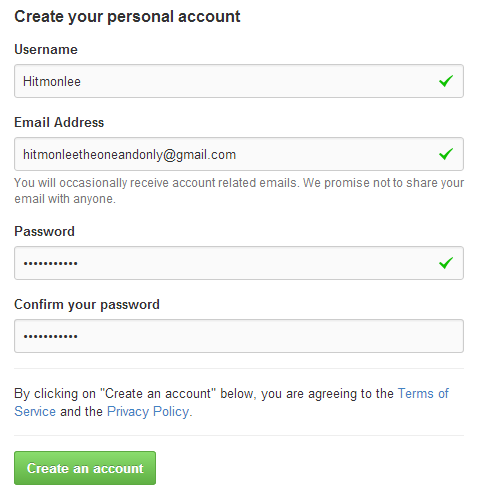 Create your personal account
Username
Hitmonlee
Email Address
hitmonleetheoneandonly@gmail.com
You will occasionally receive account related emails. We promise not to share your
email with anyone.
Password
•••••••••••
Confirm your password
•••••••••••
By clicking on "Create an account" below, you are agreeing to the Terms of
Service and the Privacy Policy.
Create an account